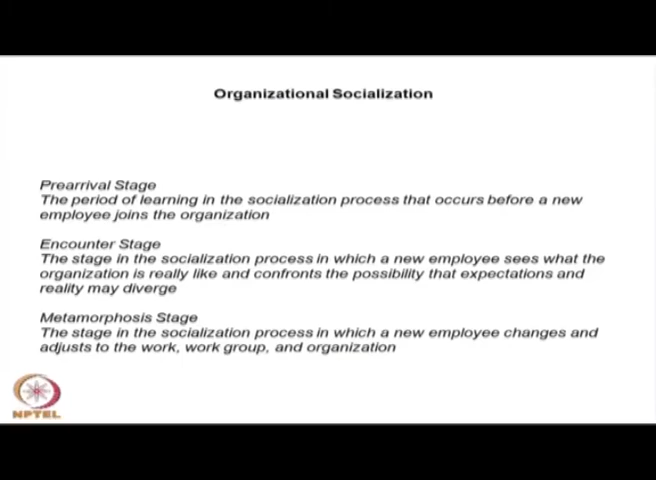 Organizational Socialization
Prearrival Stage
The period of learning in the socialization process that occurs before a new
employee joins the organization
Encounter Stage
The stage in the socialization process in which a new employee sees what the
organization is really like and confronts the possibility that expectations and
reality may diverge
Metamorphosis Stage
The stage in the socialization process in which a new employee changes and
adjusts to the work, work group, and organization
NPTEL